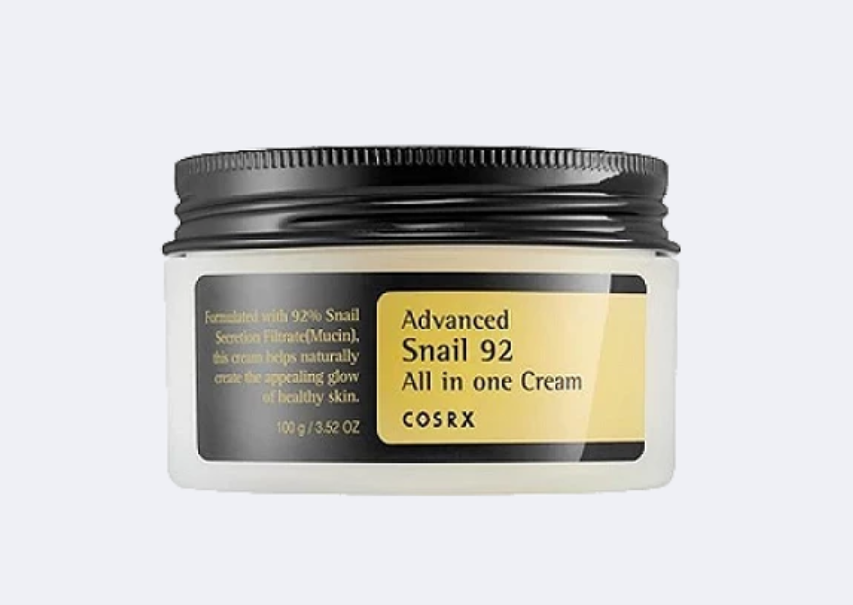 Formulated with 92% Snail
Secretion Filtrate(Mucin),
this cream helps naturally
create the appealing glow
of healthy skin.
100 g / 3.52 OZ
Advanced
Snail 92
All in one Cream
COSRX